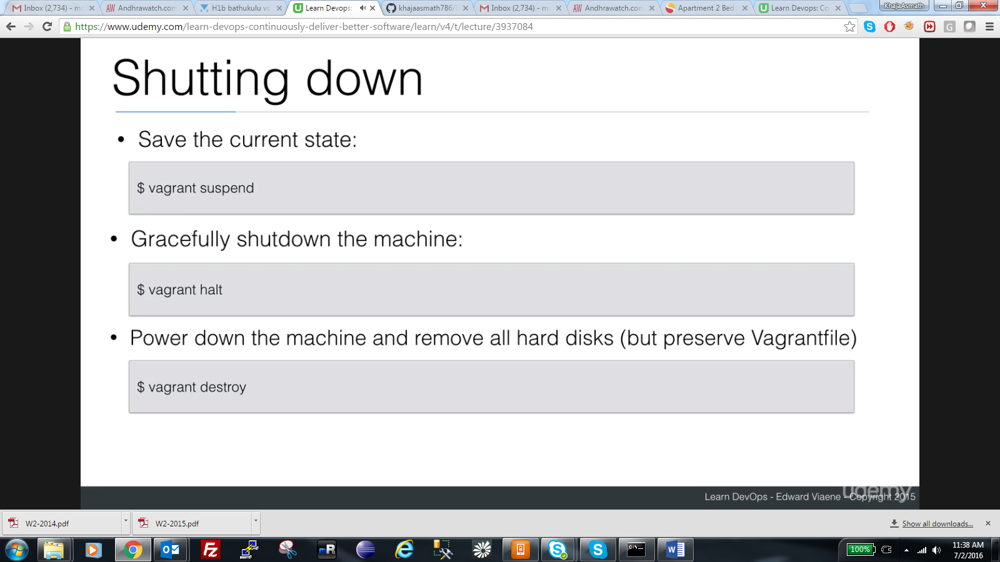 Inbox (2,734) - mc
Andhrawatch.com
H1b bathukulu vs
Learn Devops:
khajaasmath786/
Inbox (2,734) - mc
Andhrawatch.com
Apartment 2 Bed
Learn Devops: Co
KhajaAsmath
https://www.udemy.com/learn-devops-continuously-deliver-better-software/learn/v4/t/lecture/3937084
Shutting down
• Save the current state:
$ vagrant suspend
• Gracefully shutdown the machine:
$ vagrant halt
• Power down the machine and remove all hard disks (but preserve Vagrantfile)
$ vagrant destroy
udemy
Learn DevOps - Edward Viaene - Copyright 2015
W2-2014.pdf
W2-2015.pdf
Show all downloads...
100%
11:38 AM
7/2/2016